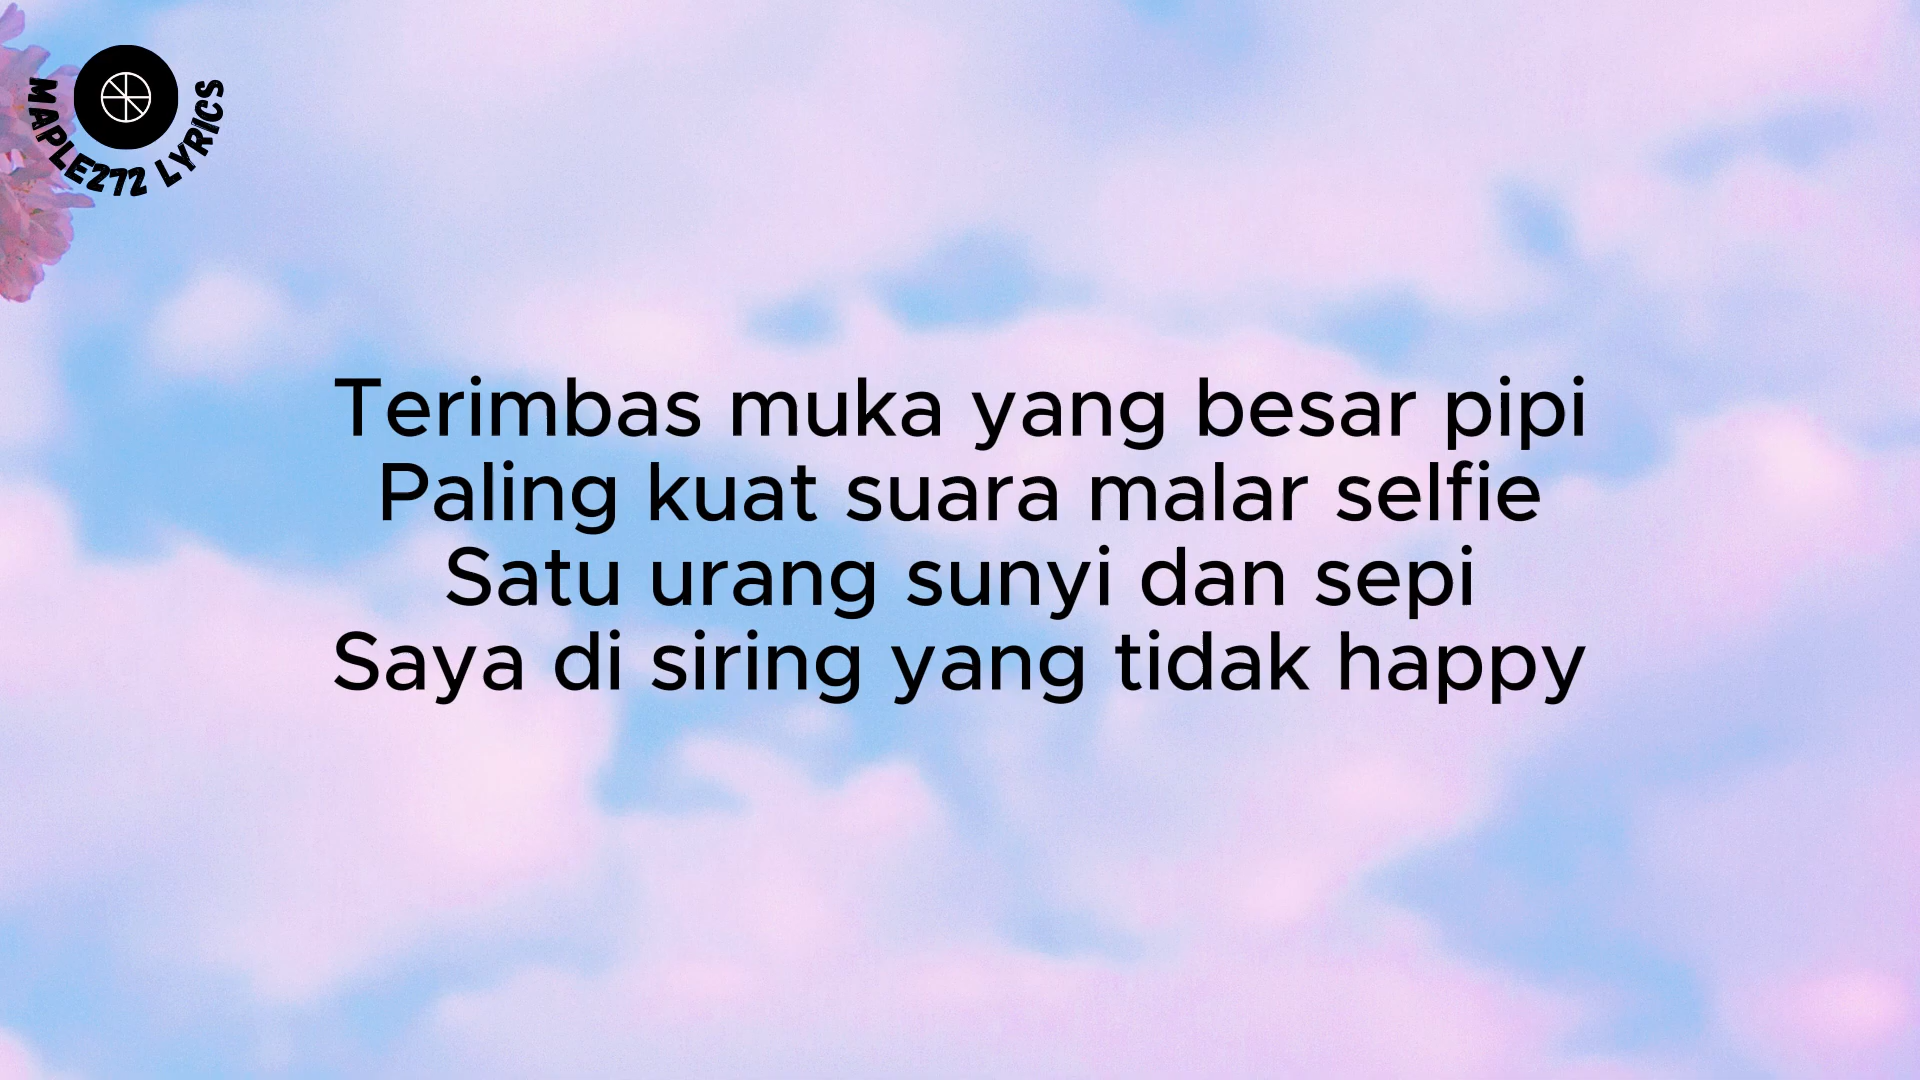 MAPLE272 LYRICS
Terimbas muka yang besar pipi
Paling kuat suara malar selfie
Satu urang sunyi dan sepi
Saya di siring yang tidak happy